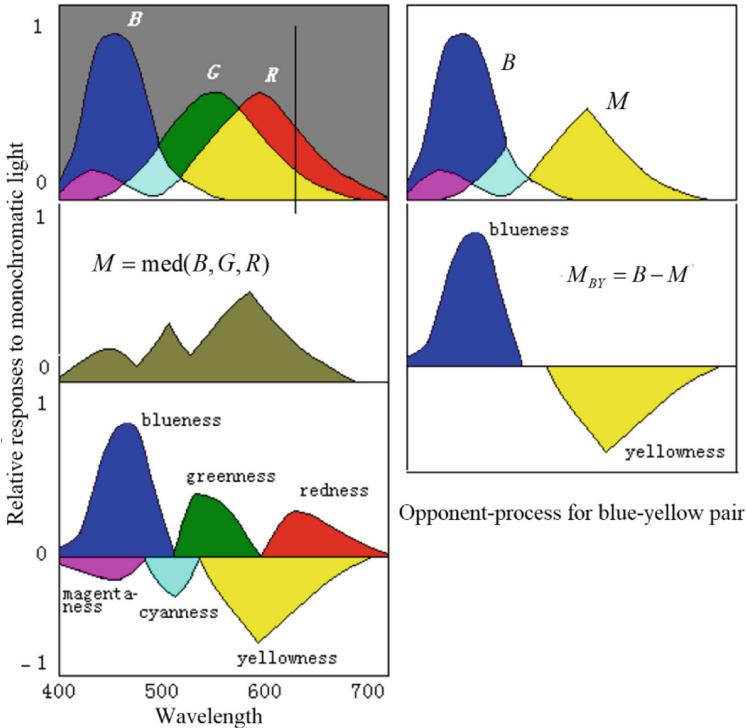 Relative responses to monochromatic light
1
B
G
R
0
1
M = med(B, G, R)
0
1
blueness
greenness
redness
0
magenta-
ness
cyanness
yellowness
- 1
400 500 600 700
Wavelength
B
M
blueness
M_BY = B − M
yellowness
Opponent-process for blue-yellow pair